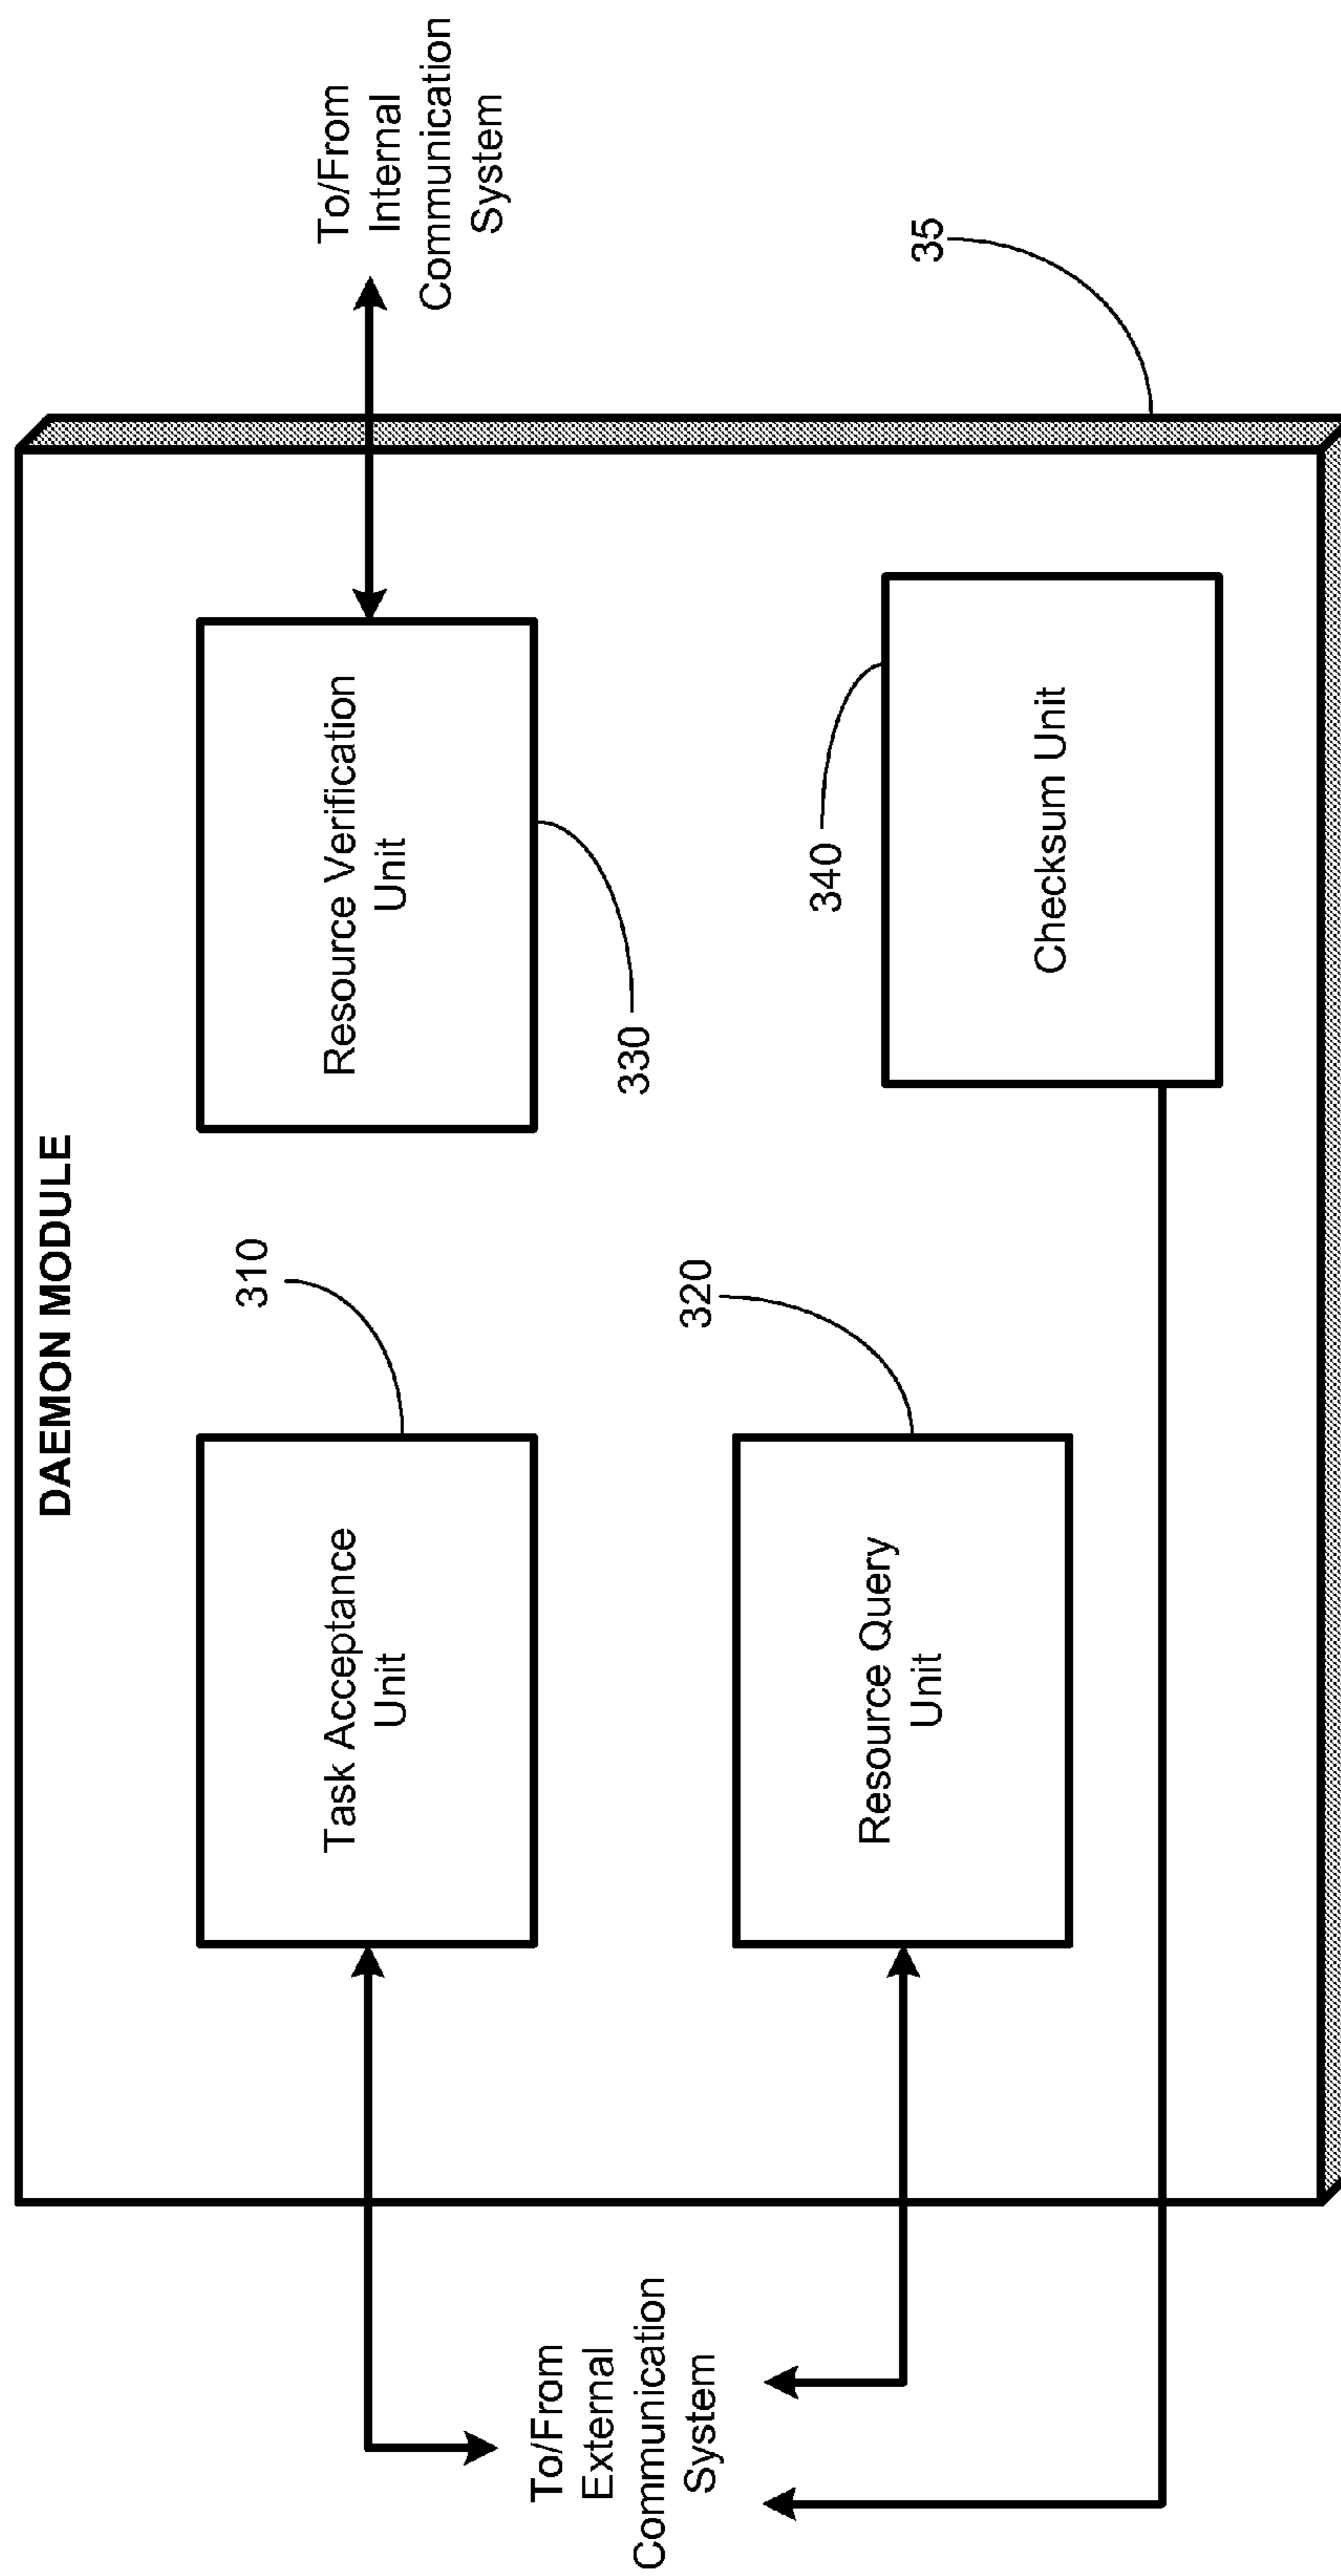 DAEMON MODULE
Task Acceptance
Unit
310
Resource Verification
Unit
330
To/From
Internal
Communication
System
Resource Query
Unit
320
Checksum Unit
340
35
To/From
External
Communication
System